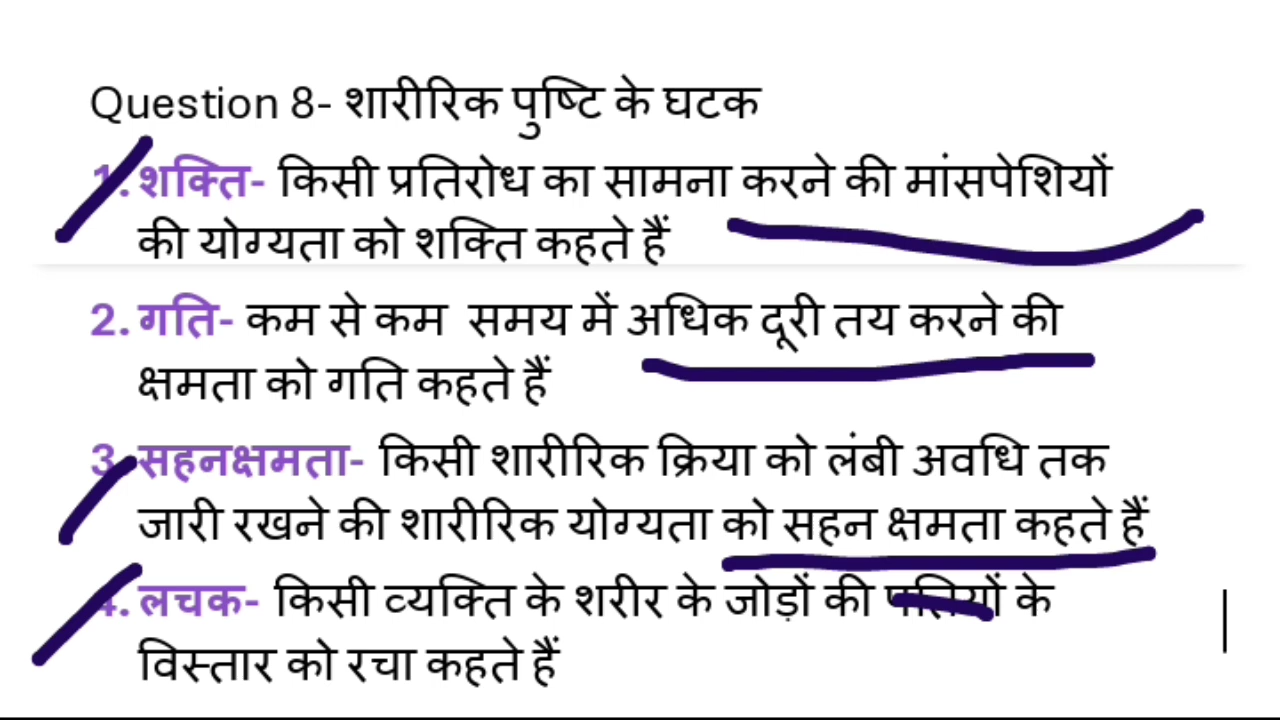 Question 8- शारीरिक पुष्टि के घटक
1. शक्ति- किसी प्रतिरोध का सामना करने की मांसपेशियों
की योग्यता को शक्ति कहते हैं
2. गति- कम से कम समय में अधिक दूरी तय करने की
क्षमता को गति कहते हैं
3. सहनक्षमता- किसी शारीरिक क्रिया को लंबी अवधि तक
जारी रखने की शारीरिक योग्यता को सहन क्षमता कहते हैं
4. लचक- किसी व्यक्ति के शरीर के जोड़ों की के
विस्तार को रचा कहते हैं